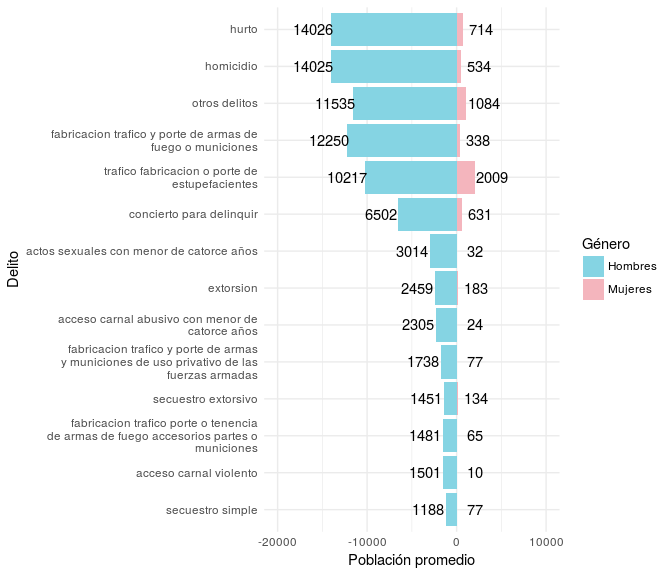 hurto
14026
714
homicidio
14025
534
otros delitos
11535
1084
fabricacion trafico y porte de armas de
fuego o municiones
12250
338
trafico fabricacion o porte de
estupefacientes
10217
2009
concierto para delinquir
6502
631
actos sexuales con menor de catorce años
3014
32
extorsion
2459
183
acceso carnal abusivo con menor de
catorce años
2305
24
fabricacion trafico y porte de armas
y municiones de uso privativo de las
fuerzas armadas
1738
77
secuestro extorsivo
1451
134
fabricacion trafico porte o tenencia
de armas de fuego accesorios partes o
municiones
1481
65
acceso carnal violento
1501
10
secuestro simple
1188
77
Delito
-20000
-10000
0
10000
Población promedio
Género
Hombres
Mujeres